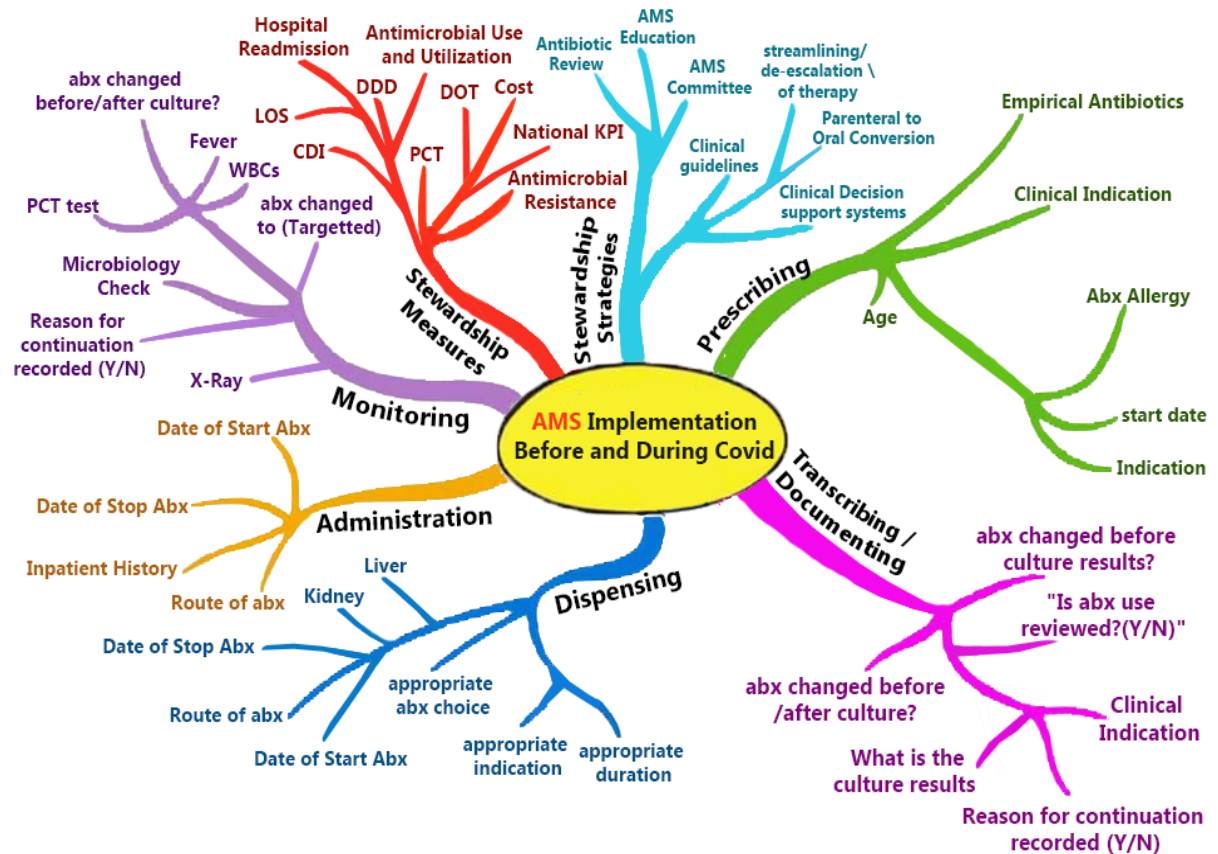 AMS Implementation
Before and During Covid
Monitoring
abx changed
before/after culture?
Fever
WBCs
PCT test
abx changed
to (Targetted)
Microbiology
Check
Reason for
continuation
recorded (Y/N)
X-Ray
Stewardship
Measures
Hospital
Readmission
Antimicrobial Use
and Utilization
LOS
DDD
CDI
PCT
DOT
Cost
National KPI
Antimicrobial
Resistance
Stewardship
Strategies
Antibiotic
Review
AMS
Education
AMS
Committee
streamlining/
de-escalation \
of therapy
Parenteral to
Oral Conversion
Clinical
guidelines
Clinical Decision
support systems
Prescribing
Empirical Antibiotics
Clinical Indication
Age
Abx Allergy
start date
Indication
Transcribing /
Documenting
abx changed before
culture results?
"Is abx use
reviewed?(Y/N)"
abx changed before
/after culture?
Clinical
Indication
What is the
culture results
Reason for continuation
recorded (Y/N)
Dispensing
Liver
Kidney
Date of Stop Abx
Route of abx
Date of Start Abx
appropriate
abx choice
appropriate
indication
appropriate
duration
Administration
Date of Start Abx
Date of Stop Abx
Inpatient History
Route of abx